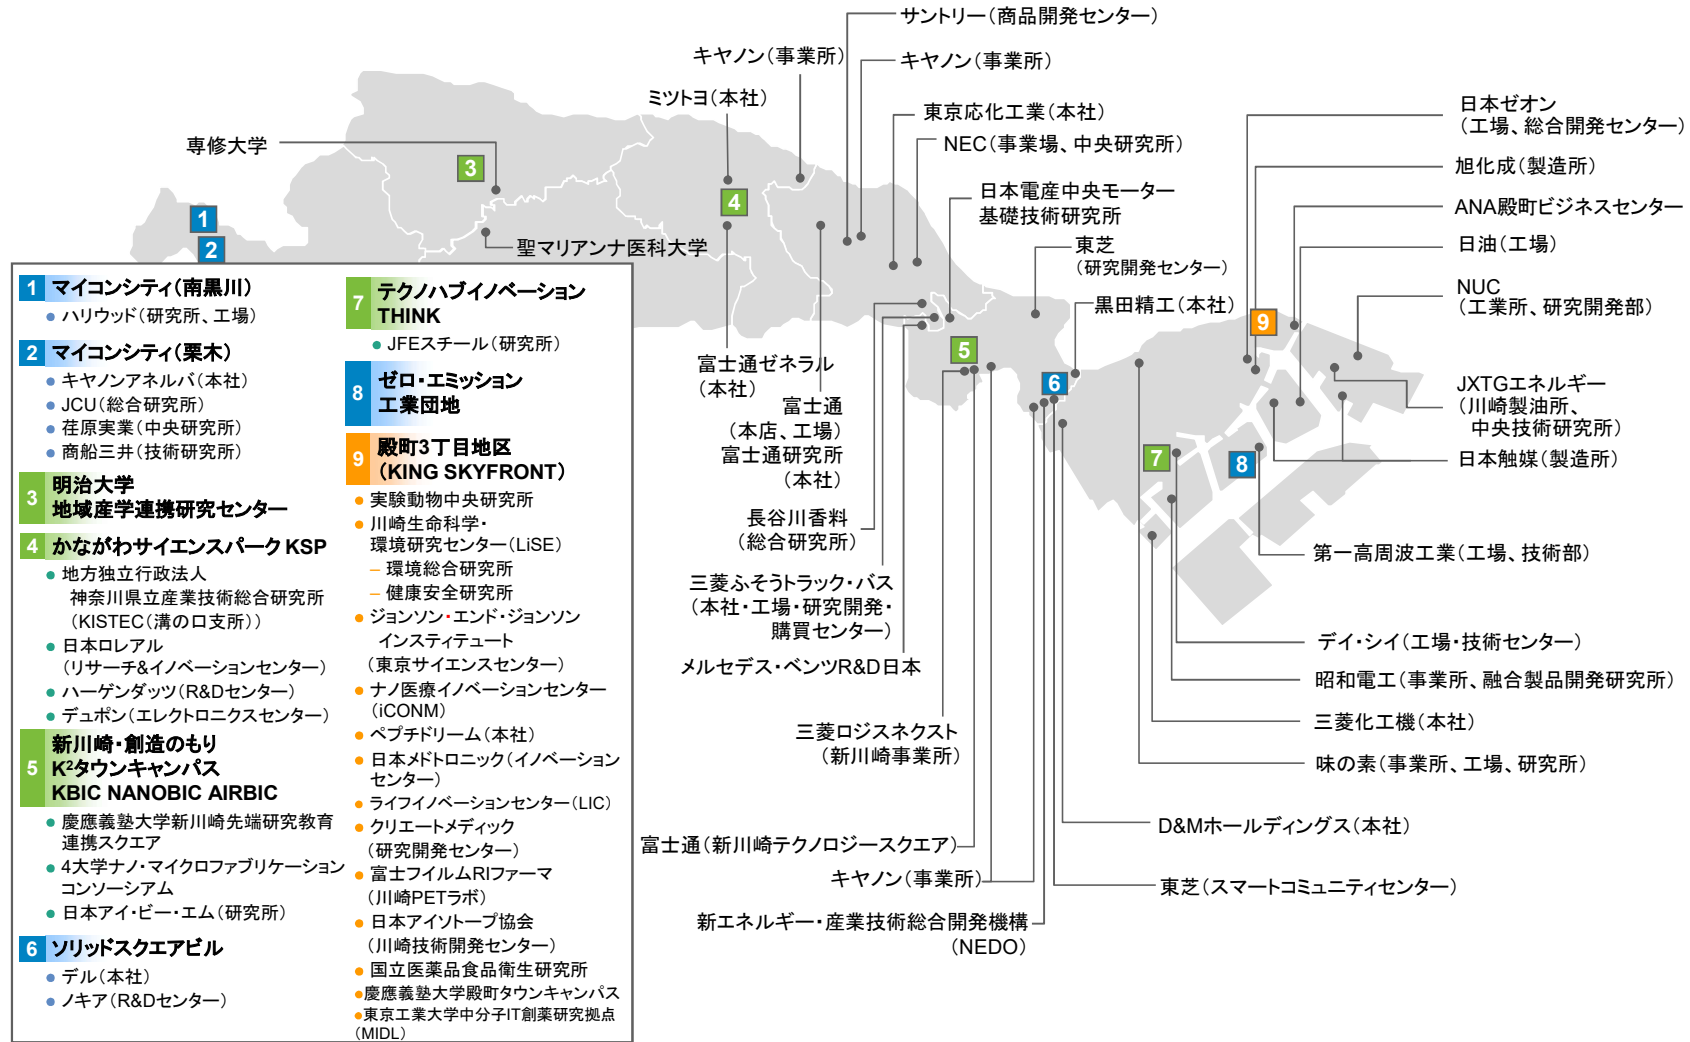 サントリー（商品開発センター）
キヤノン（事業所）
キヤノン（事業所）
ミツトヨ（本社）
東京応化工業（本社）
NEC（事業場、中央研究所）
専修大学
日本電産中央モーター
基礎技術研究所
聖マリアンナ医科大学
東芝
（研究開発センター）
黒田精工（本社）
日本ゼオン
（工場、総合開発センター）
旭化成（製造所）
ANA殿町ビジネスセンター
日油（工場）
NUC
（工業所、研究開発部）
JXTGエネルギー
（川崎製油所、
中央技術研究所）
日本触媒（製造所）
第一高周波工業（工場、技術部）
デイ・シイ（工場・技術センター）
昭和電工（事業所、融合製品開発研究所）
三菱化工機（本社）
味の素（事業所、工場、研究所）
D&Mホールディングス（本社）
東芝（スマートコミュニティセンター）
富士通ゼネラル
（本社）
富士通
（本店、工場）
富士通研究所
（本社）
長谷川香料
（総合研究所）
三菱ふそうトラック・バス
（本社・工場・研究開発・
購買センター）
メルセデス・ベンツR&D日本
三菱ロジスネクスト
（新川崎事業所）
富士通（新川崎テクノロジースクエア）
キヤノン（事業所）
新エネルギー・産業技術総合開発機構
（NEDO）
1
2
3
4
5
6
7
8
9
1 マイコンシティ（南黒川）
● ハリウッド（研究所、工場）
2 マイコンシティ（栗木）
● キヤノンアネルバ（本社）
● JCU（総合研究所）
● 荏原実業（中央研究所）
● 商船三井（技術研究所）
3 明治大学
地域産学連携研究センター
4 かながわサイエンスパーク KSP
● 地方独立行政法人
神奈川県立産業技術総合研究所
（KISTEC（溝の口支所））
● 日本ロレアル
（リサーチ&イノベーションセンター）
● ハーゲンダッツ（R&Dセンター）
● デュポン（エレクトロニクスセンター）
5 新川崎・創造のもり
K²タウンキャンパス
KBIC NANOBIC AIRBIC
● 慶應義塾大学新川崎先端研究教育
連携スクエア
● 4大学ナノ・マイクロファブリケーション
コンソーシアム
● 日本アイ・ビー・エム（研究所）
6 ソリッドスクエアビル
● デル（本社）
● ノキア（R&Dセンター）
7 テクノハブイノベーション
THINK
● JFEスチール（研究所）
8 ゼロ・エミッション
工業団地
9 殿町3丁目地区
（KING SKYFRONT）
● 実験動物中央研究所
● 川崎生命科学・
環境研究センター（LiSE）
– 環境総合研究所
– 健康安全研究所
● ジョンソン・エンド・ジョンソン
インスティテュート
（東京サイエンスセンター）
● ナノ医療イノベーションセンター
（iCONM）
● ペプチドリーム（本社）
● 日本メドトロニック（イノベーション
センター）
● ライフイノベーションセンター（LIC）
● クリエートメディック
（研究開発センター）
● 富士フイルムRIファーマ
（川崎PETラボ）
● 日本アイソトープ協会
（川崎技術開発センター）
● 国立医薬品食品衛生研究所
●慶應義塾大学殿町タウンキャンパス
●東京工業大学中分子IT創薬研究拠点
（MIDL）